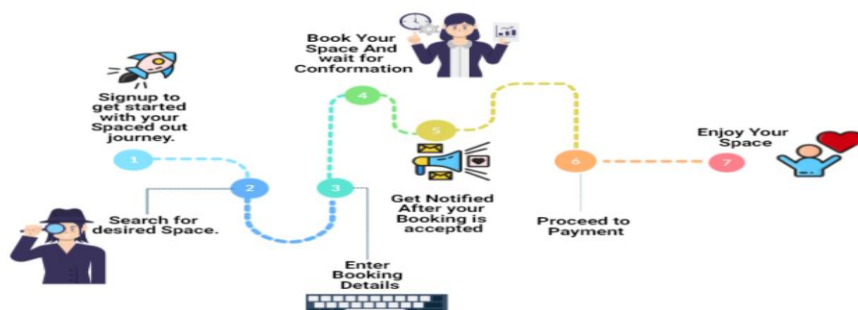 Signup to
get started
with your
Spaced out
journey.
1
2
Search for
desired Space.
3
Enter
Booking
Details
Book Your
Space And
wait for
Conformation
4
5
Get Notified
After your
Booking is
accepted
6
Proceed to
Payment
7
Enjoy Your
Space